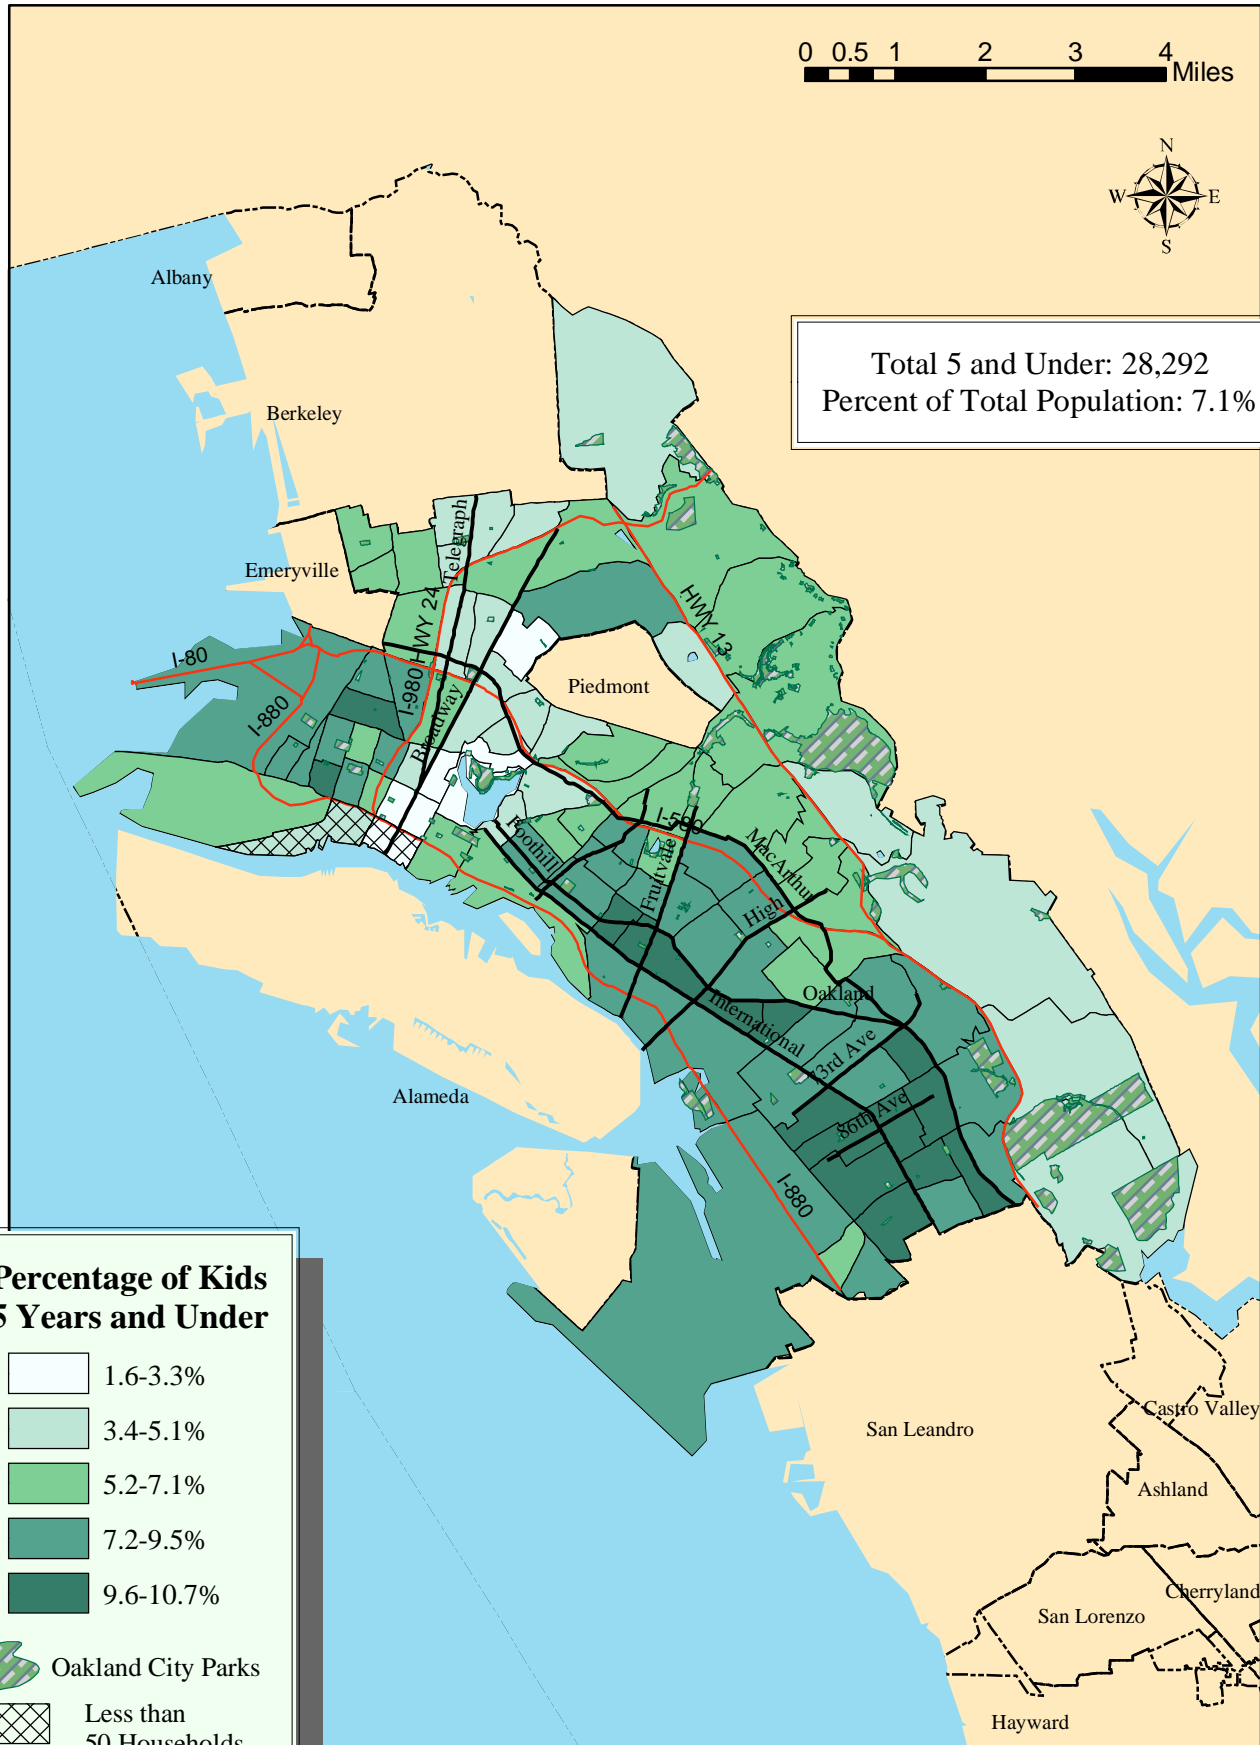 0 0.5 1 2 3 4
Miles
N
W E
S
Albany
Total 5 and Under: 28,292
Percent of Total Population: 7.1%
Berkeley
Telegraph
Emeryville
HWY 24
HWY 13
I-80
Piedmont
I-980
I-880
Broadway
I-580
Foothill
MacArthur
Fruitvale
High
Oakland
International
73rd Ave
Alameda
86th Ave
I-880
Percentage of Kids
5 Years and Under
1.6-3.3%
3.4-5.1%
5.2-7.1%
7.2-9.5%
9.6-10.7%
Oakland City Parks
Less than
50 Households
San Leandro
Castro Valley
Ashland
Cherryland
San Lorenzo
Hayward